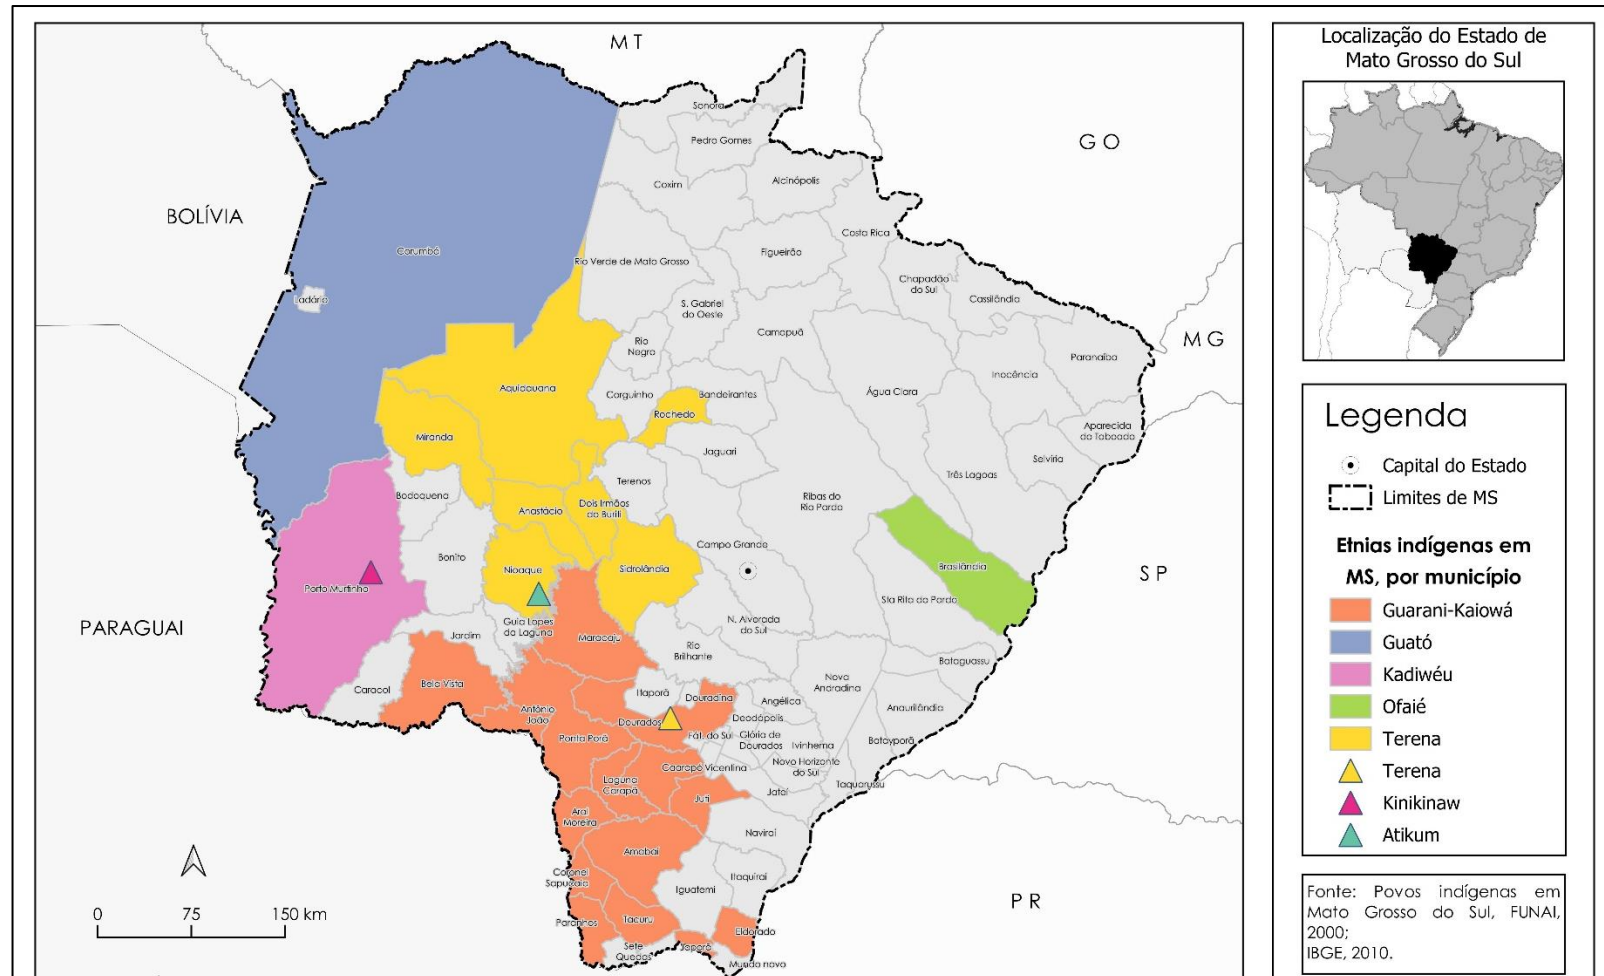 MT
GO
BOLÍVIA
MG
SP
PARAGUAI
PR
Sonora
Pedro Gomes
Coxim
Alcinópolis
Costa Rica
Corumbá
Ladário
Rio Verde de Mato Grosso
Figueirão
Chapadão
do Sul
Cassilândia
S. Gabriel
do Oeste
Camapuã
Rio
Negro
Paranaíba
Inocência
Aquidauana
Corguinho
Bandeirantes
Água Clara
Rochedo
Aparecida
do Taboado
Miranda
Jaguari
Selvíria
Três Lagoas
Terenos
Bodoquena
Ribas do
Rio Pardo
Anastácio
Dois Irmãos
do Buriti
Campo Grande
Bonito
Nioaque
Sidrolândia
Brasilândia
Porto Murtinho
Sta Rita do Pardo
Guia Lopes
da Laguna
N. Alvorada
do Sul
Jardim
Maracaju
Rio
Brilhante
Bataguassu
Nova
Andradina
Caracol
Bela Vista
Itaporã
Douradina
Angélica
Anaurilândia
Antônio
João
Dourados
Deodápolis
Ponta Porã
Fát. do Sul
Glória de
Dourados
Ivinhema
Batayporã
Caarapó
Vicentina
Novo Horizonte
do Sul
Laguna
Carapã
Juti
Jateí
Taquarussu
Aral
Moreira
Naviraí
Amabai
Coronel
Sapucaia
Iguatemi
Itaquiraí
Paranhos
Tacuru
Eldorado
Sete
Quedas
Japorã
Mundo novo
0 75 150 km
Localização do Estado de
Mato Grosso do Sul
Legenda
Capital do Estado
Limites de MS
Etnias indígenas em
MS, por município
Guarani-Kaiowá
Guató
Kadiwéu
Ofaié
Terena
Terena
Kinikinaw
Atikum
Fonte: Povos indígenas em
Mato Grosso do Sul, FUNAI,
2000;
IBGE, 2010.